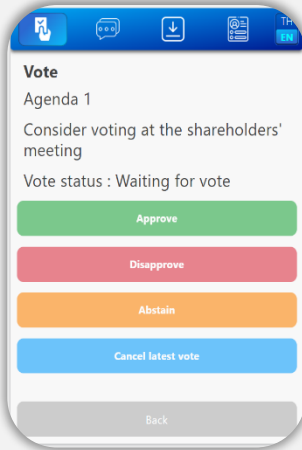 TH
EN
Vote
Agenda 1
Consider voting at the shareholders'
meeting
Vote status : Waiting for vote
Approve
Disapprove
Abstain
Cancel latest vote
Back